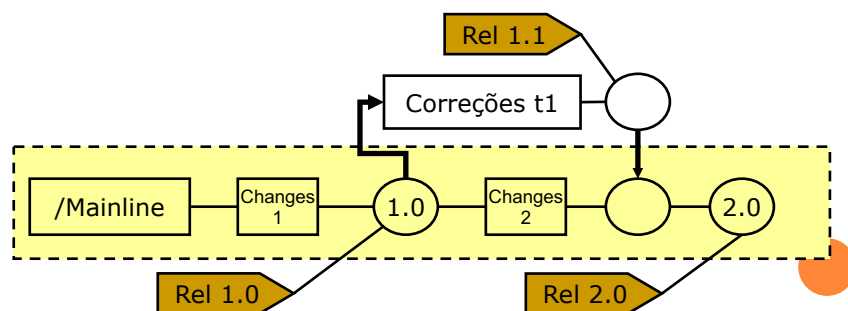 Rel 1.1
Correções t1
/Mainline
Changes
1
1.0
Changes
2
2.0
Rel 1.0
Rel 2.0